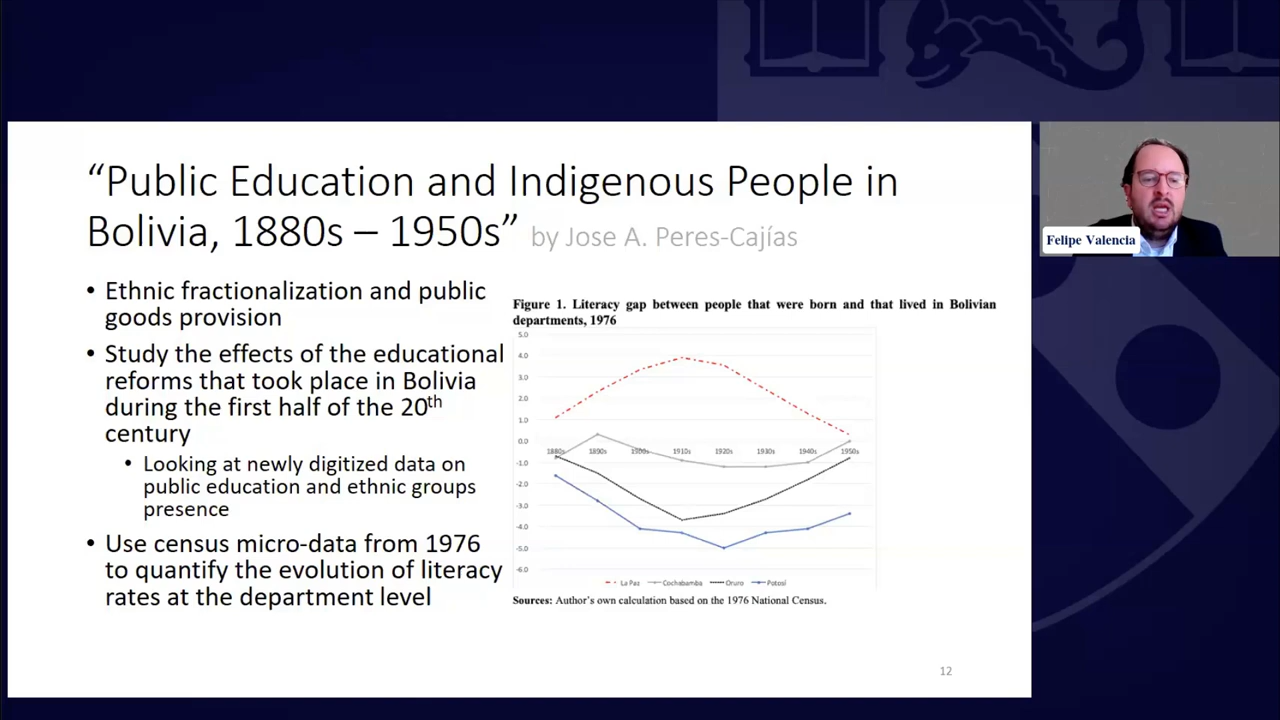 “Public Education and Indigenous People in
Bolivia, 1880s – 1950s” by Jose A. Peres-Cajías
• Ethnic fractionalization and public
goods provision
• Study the effects of the educational
reforms that took place in Bolivia
during the first half of the 20th
century
• Looking at newly digitized data on
public education and ethnic groups
presence
• Use census micro-data from 1976
to quantify the evolution of literacy
rates at the department level
Figure 1. Literacy gap between people that were born and that lived in Bolivian
departments, 1976
5.0
4.0
3.0
2.0
1.0
0.0
1880s 1890s 1900s 1910s 1920s 1930s 1940s 1950s
-1.0
-2.0
-3.0
-4.0
-5.0
-6.0
La Paz Cochabamba Oruro Potosí
Sources: Author's own calculation based on the 1976 National Census.
12
Felipe Valencia